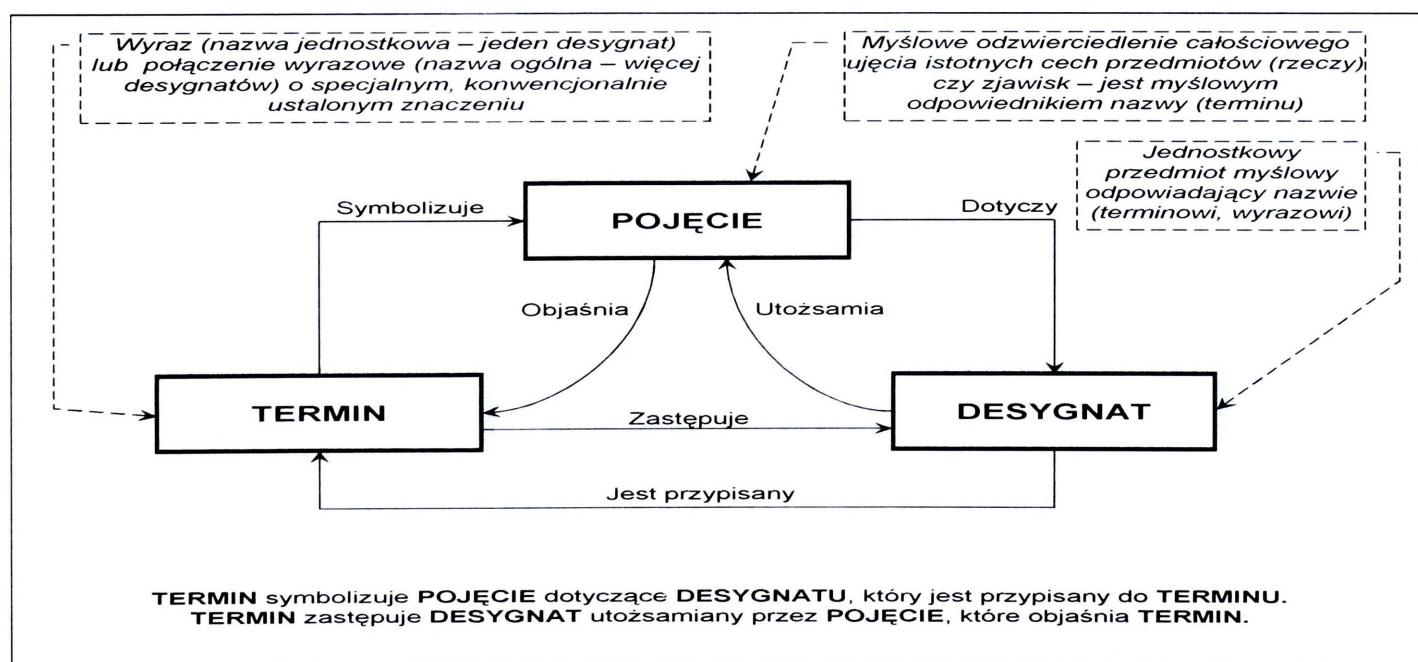 Wyraz (nazwa jednostkowa – jeden desygnat)
lub połączenie wyrazowe (nazwa ogólna – więcej
desygnatów) o specjalnym, konwencjonalnie
ustalonym znaczeniu
Myślowe odzwierciedlenie całościowego
ujęcia istotnych cech przedmiotów (rzeczy)
czy zjawisk – jest myślowym
odpowiednikiem nazwy (terminu)
Jednostkowy
przedmiot myślowy
odpowiadający nazwie
(terminowi, wyrazowi)
Symbolizuje
POJĘCIE
Dotyczy
Objaśnia
Utożsamia
TERMIN
Zastępuje
DESYGNAT
Jest przypisany
TERMIN symbolizuje POJĘCIE dotyczące DESYGNATU, który jest przypisany do TERMINU.
TERMIN zastępuje DESYGNAT utożsamiany przez POJĘCIE, które objaśnia TERMIN.